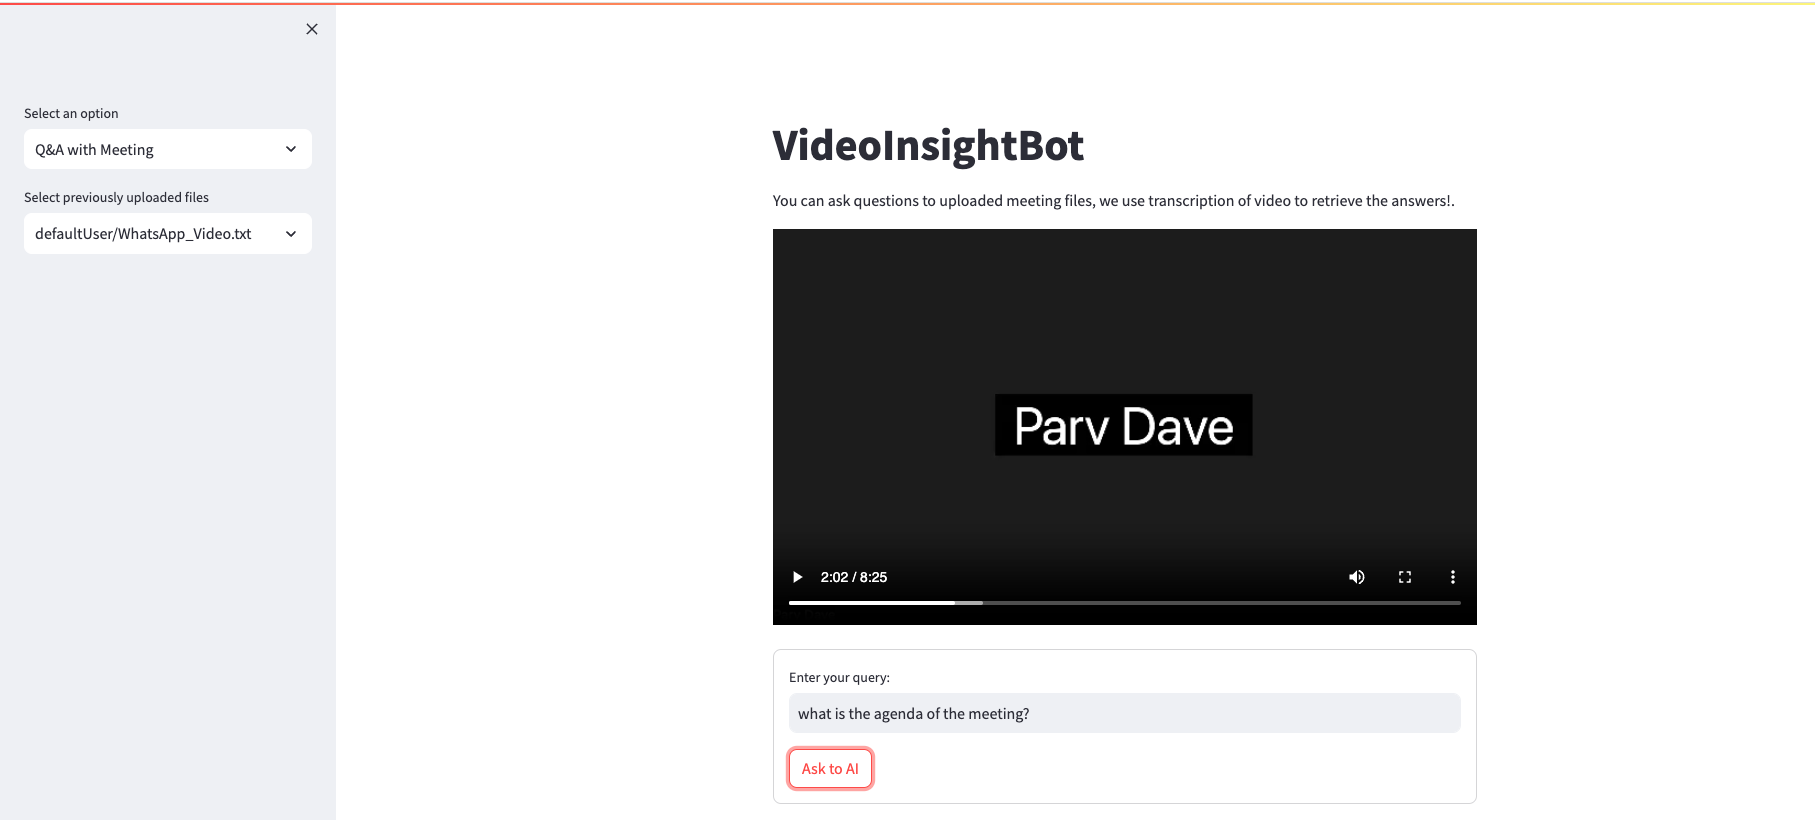 Select an option
Q&A with Meeting
Select previously uploaded files
defaultUser/WhatsApp_Video.txt
VideoInsightBot
You can ask questions to uploaded meeting files, we use transcription of video to retrieve the answers!.
Parv Dave
2:02 / 8:25
Enter your query:
what is the agenda of the meeting?
Ask to AI